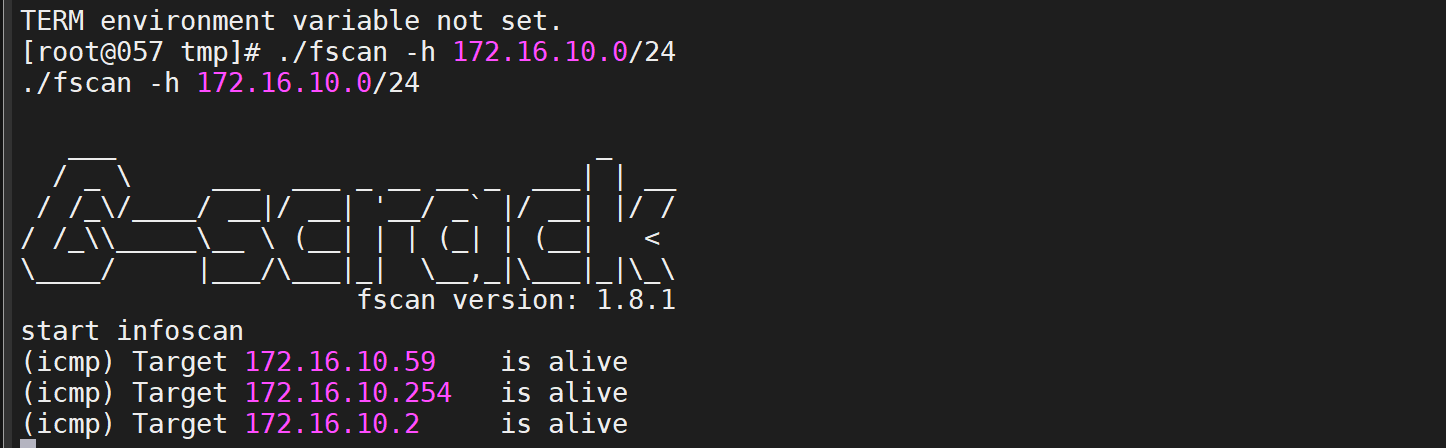 TERM environment variable not set.
[root@057 tmp]# ./fscan -h 172.16.10.0/24
./fscan -h 172.16.10.0/24
   ___                              _
  / _ \     ___  ___ _ __ __ _  ___| | __
 / /_\/____/ __|/ __| '__/ _` |/ __| |/ /
/ /_\\_____\__ \ (__| | | (_| | (__|   <
\____/     |___/\___|_|  \__,_|\___|_|\_\
                     fscan version: 1.8.1
start infoscan
(icmp) Target 172.16.10.59    is alive
(icmp) Target 172.16.10.254   is alive
(icmp) Target 172.16.10.2     is alive